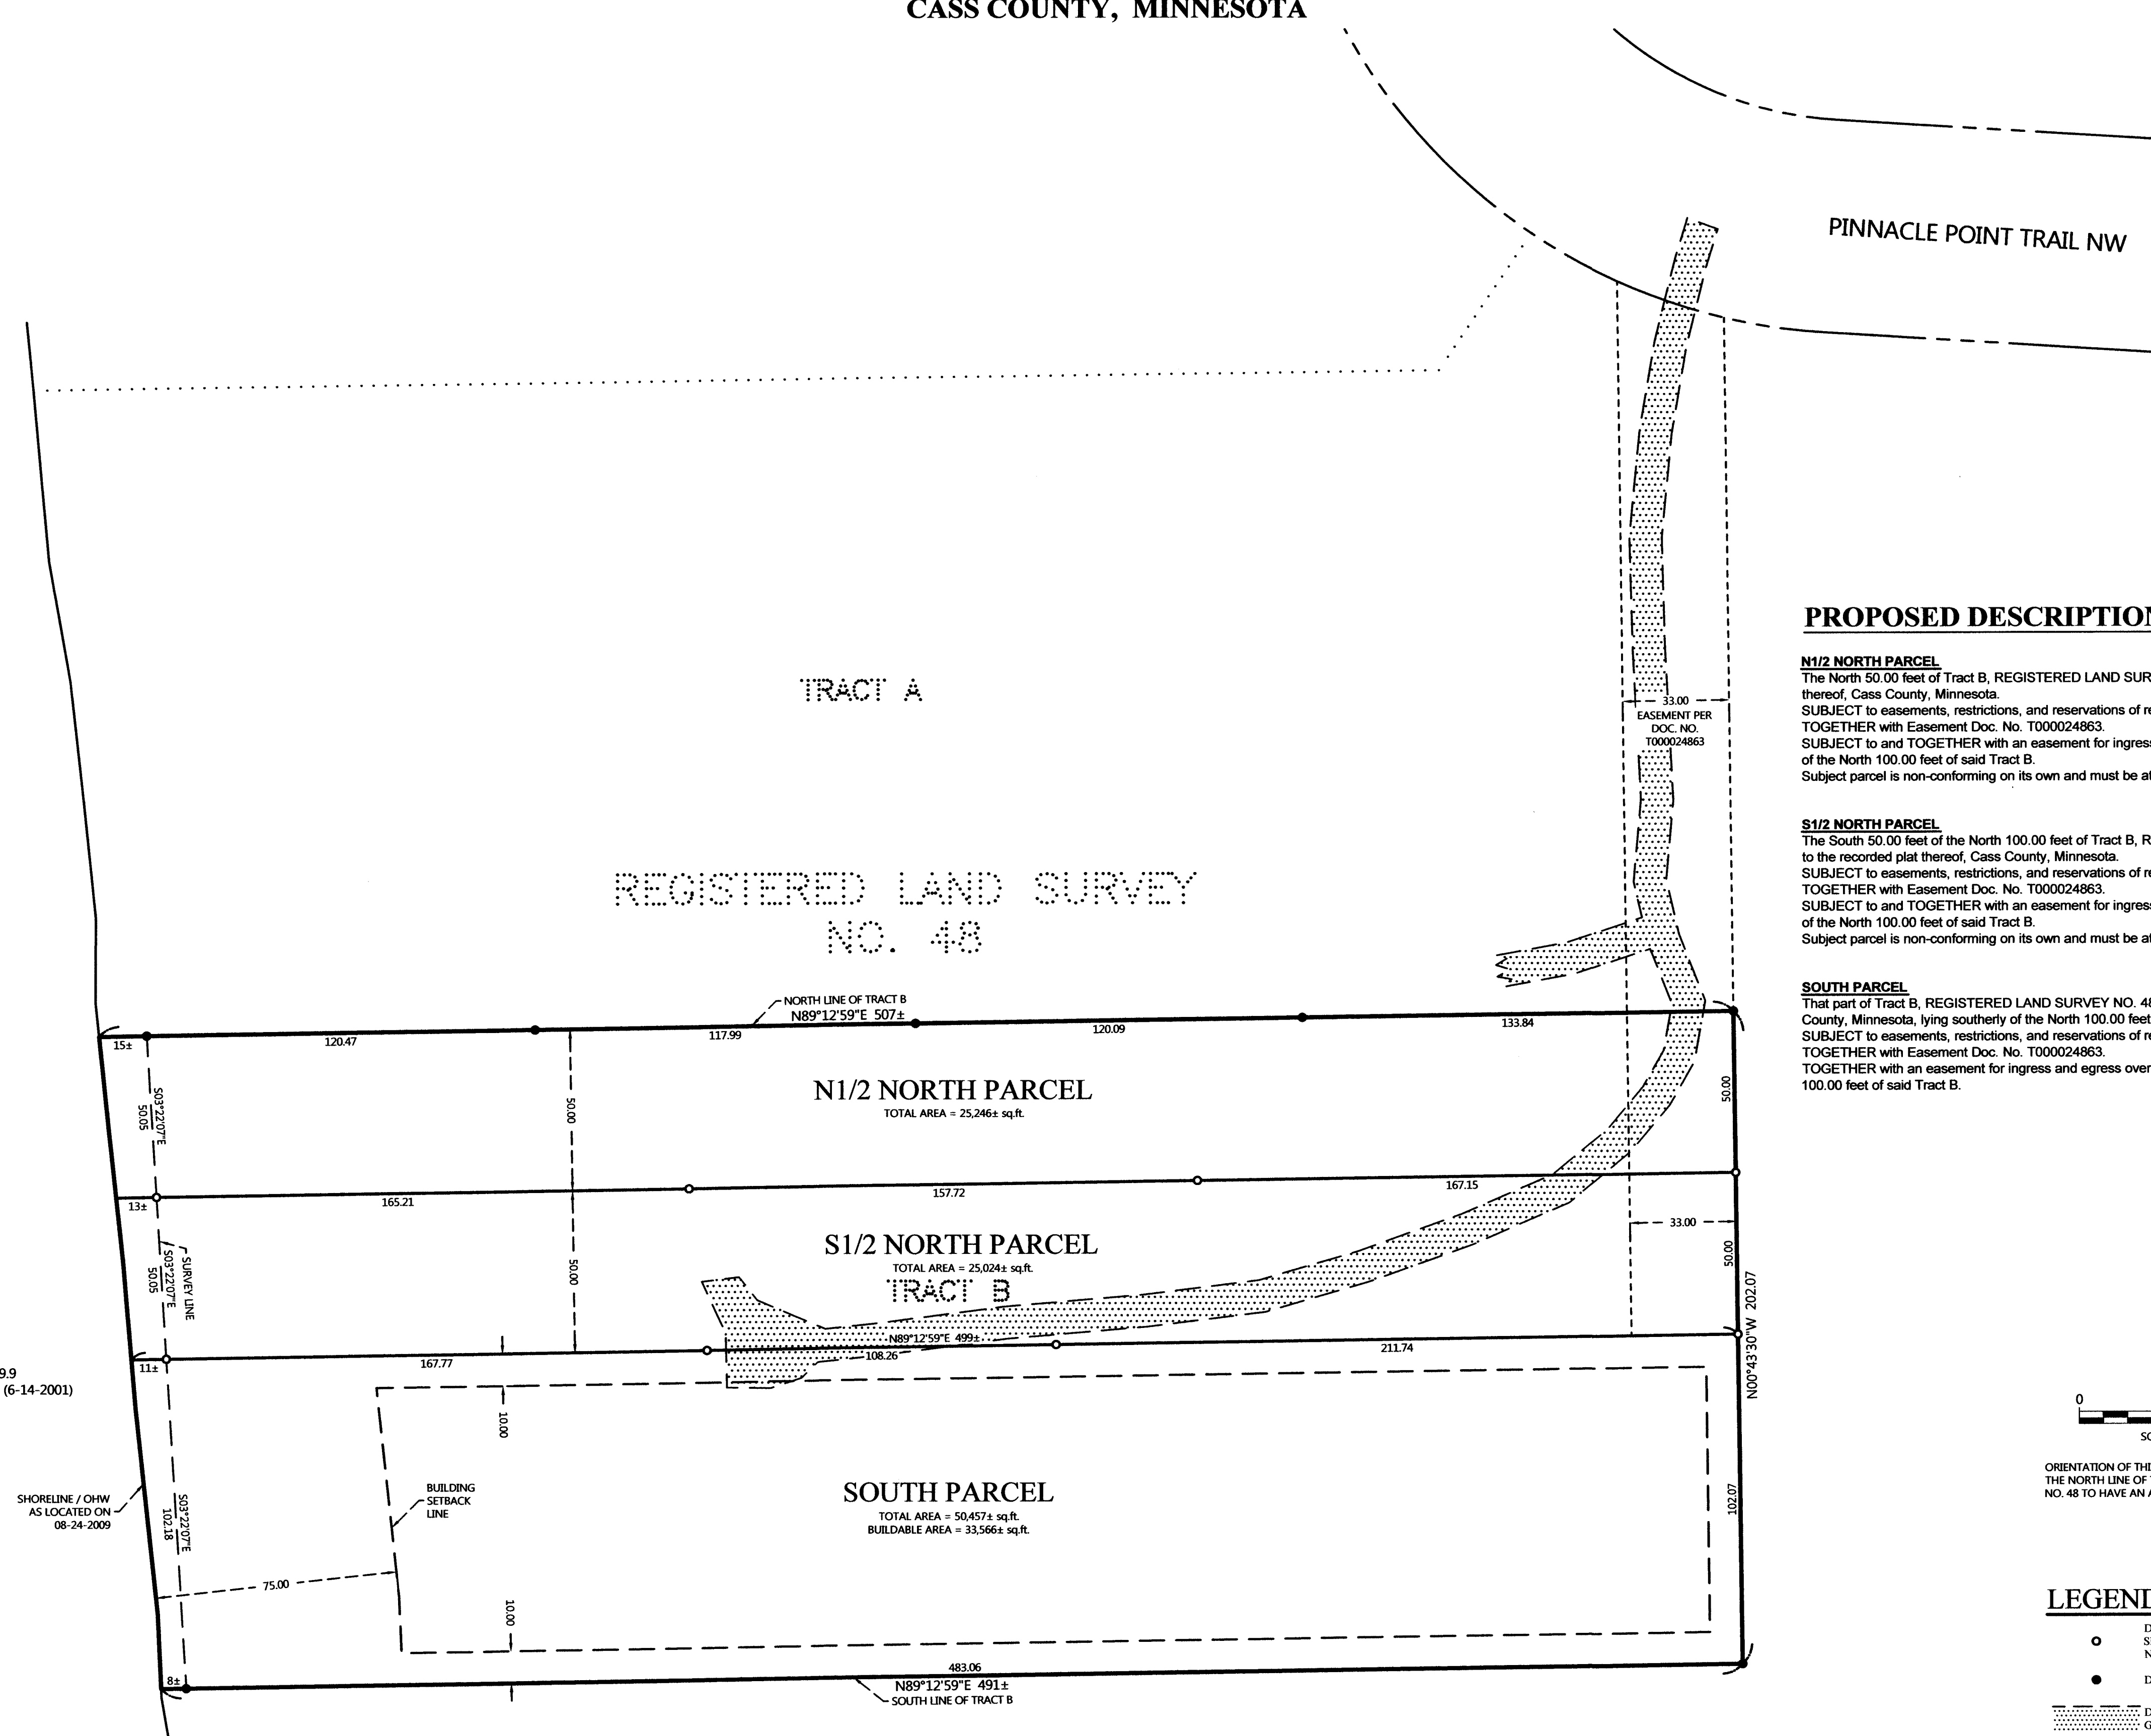 CASS COUNTY, MINNESOTA
PINNACLE POINT TRAIL NW
TRACT A
REGISTERED LAND SURVEY
NO. 48
33.00
EASEMENT PER
DOC. NO.
T000024863
PROPOSED DESCRIPTION
N1/2 NORTH PARCEL
The North 50.00 feet of Tract B, REGISTERED LAND SUR
thereof, Cass County, Minnesota.
SUBJECT to easements, restrictions, and reservations of re
TOGETHER with Easement Doc. No. T000024863.
SUBJECT to and TOGETHER with an easement for ingress
of the North 100.00 feet of said Tract B.
Subject parcel is non-conforming on its own and must be at
S1/2 NORTH PARCEL
The South 50.00 feet of the North 100.00 feet of Tract B, R
to the recorded plat thereof, Cass County, Minnesota.
SUBJECT to easements, restrictions, and reservations of re
TOGETHER with Easement Doc. No. T000024863.
SUBJECT to and TOGETHER with an easement for ingress
of the North 100.00 feet of said Tract B.
Subject parcel is non-conforming on its own and must be at
SOUTH PARCEL
That part of Tract B, REGISTERED LAND SURVEY NO. 48
County, Minnesota, lying southerly of the North 100.00 feet
SUBJECT to easements, restrictions, and reservations of re
TOGETHER with Easement Doc. No. T000024863.
TOGETHER with an easement for ingress and egress over
100.00 feet of said Tract B.
NORTH LINE OF TRACT B
N89°12'59"E 507±
15±
120.47
117.99
120.09
133.84
S03°22'07"E
50.05
50.00
N1/2 NORTH PARCEL
TOTAL AREA = 25,246± sq.ft.
50.00
13±
165.21
157.72
167.15
SURVEY LINE
S03°22'07"E
50.05
50.00
S1/2 NORTH PARCEL
TOTAL AREA = 25,024± sq.ft.
TRACT B
33.00
50.00
N00°43'30"W 202.07
N89°12'59"E 499±
11±
167.77
108.26
211.74
9.9
(6-14-2001)
10.00
BUILDING
SETBACK
LINE
SOUTH PARCEL
TOTAL AREA = 50,457± sq.ft.
BUILDABLE AREA = 33,566± sq.ft.
102.07
SHORELINE / OHW
AS LOCATED ON
08-24-2009
S03°22'07"E
102.18
75.00
10.00
8±
483.06
N89°12'59"E 491±
SOUTH LINE OF TRACT B
0
SC
ORIENTATION OF THI
THE NORTH LINE OF
NO. 48 TO HAVE AN A
LEGEND
D
S
N
D
D
G